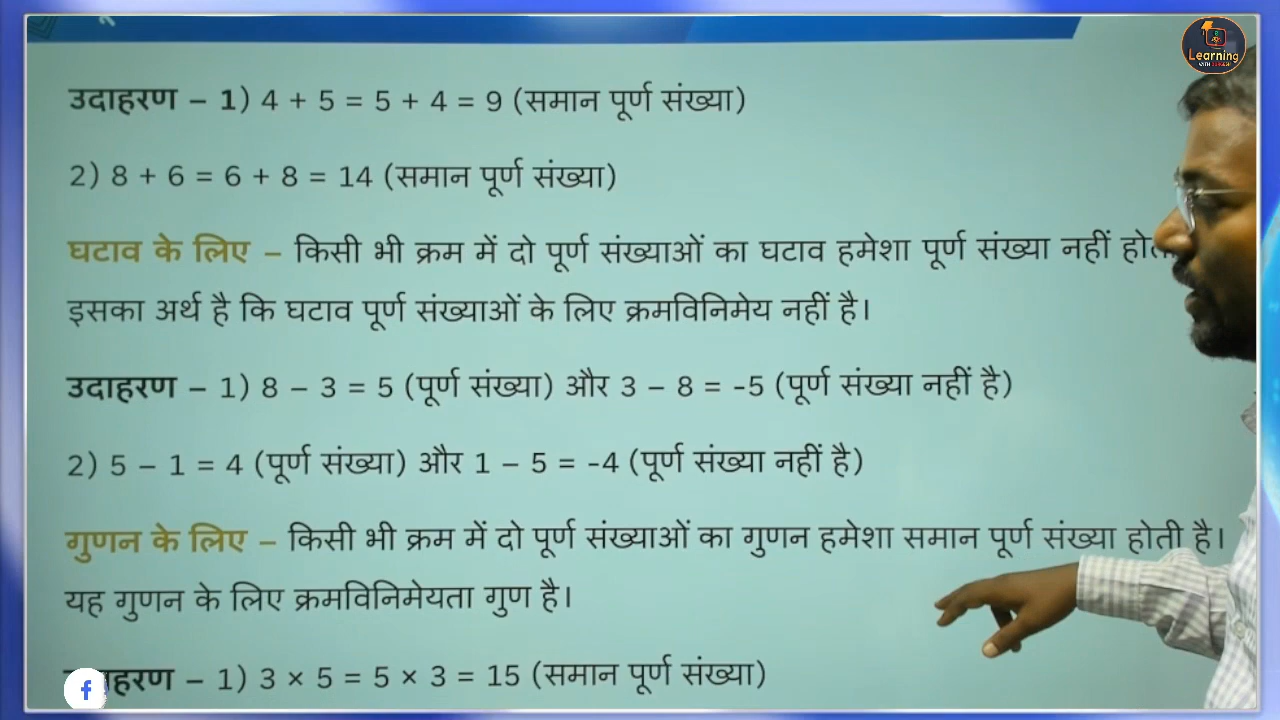 Learning
उदाहरण – 1) 4 + 5 = 5 + 4 = 9 (समान पूर्ण संख्या)
2) 8 + 6 = 6 + 8 = 14 (समान पूर्ण संख्या)
घटाव के लिए – किसी भी क्रम में दो पूर्ण संख्याओं का घटाव हमेशा पूर्ण संख्या नहीं
इसका अर्थ है कि घटाव पूर्ण संख्याओं के लिए क्रमविनिमेय नहीं है।
उदाहरण – 1) 8 – 3 = 5 (पूर्ण संख्या) और 3 – 8 = -5 (पूर्ण संख्या नहीं है)
2) 5 – 1 = 4 (पूर्ण संख्या) और 1 – 5 = -4 (पूर्ण संख्या नहीं है)
गुणन के लिए – किसी भी क्रम में दो पूर्ण संख्याओं का गुणन हमेशा समान पूर्ण संख्या होती है।
यह गुणन के लिए क्रमविनिमेयता गुण है।
– 1) 3 × 5 = 5 × 3 = 15 (समान पूर्ण संख्या)